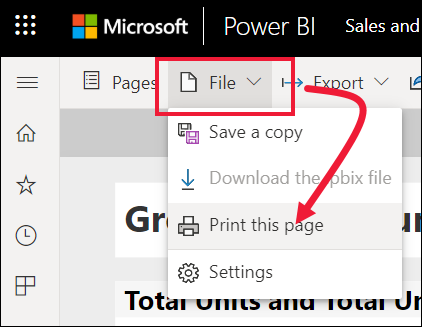 Microsoft Power BI Sales and
Pages File Export
Save a copy
Download the .pbix file
Print this page
Settings
Total Units and Total Un